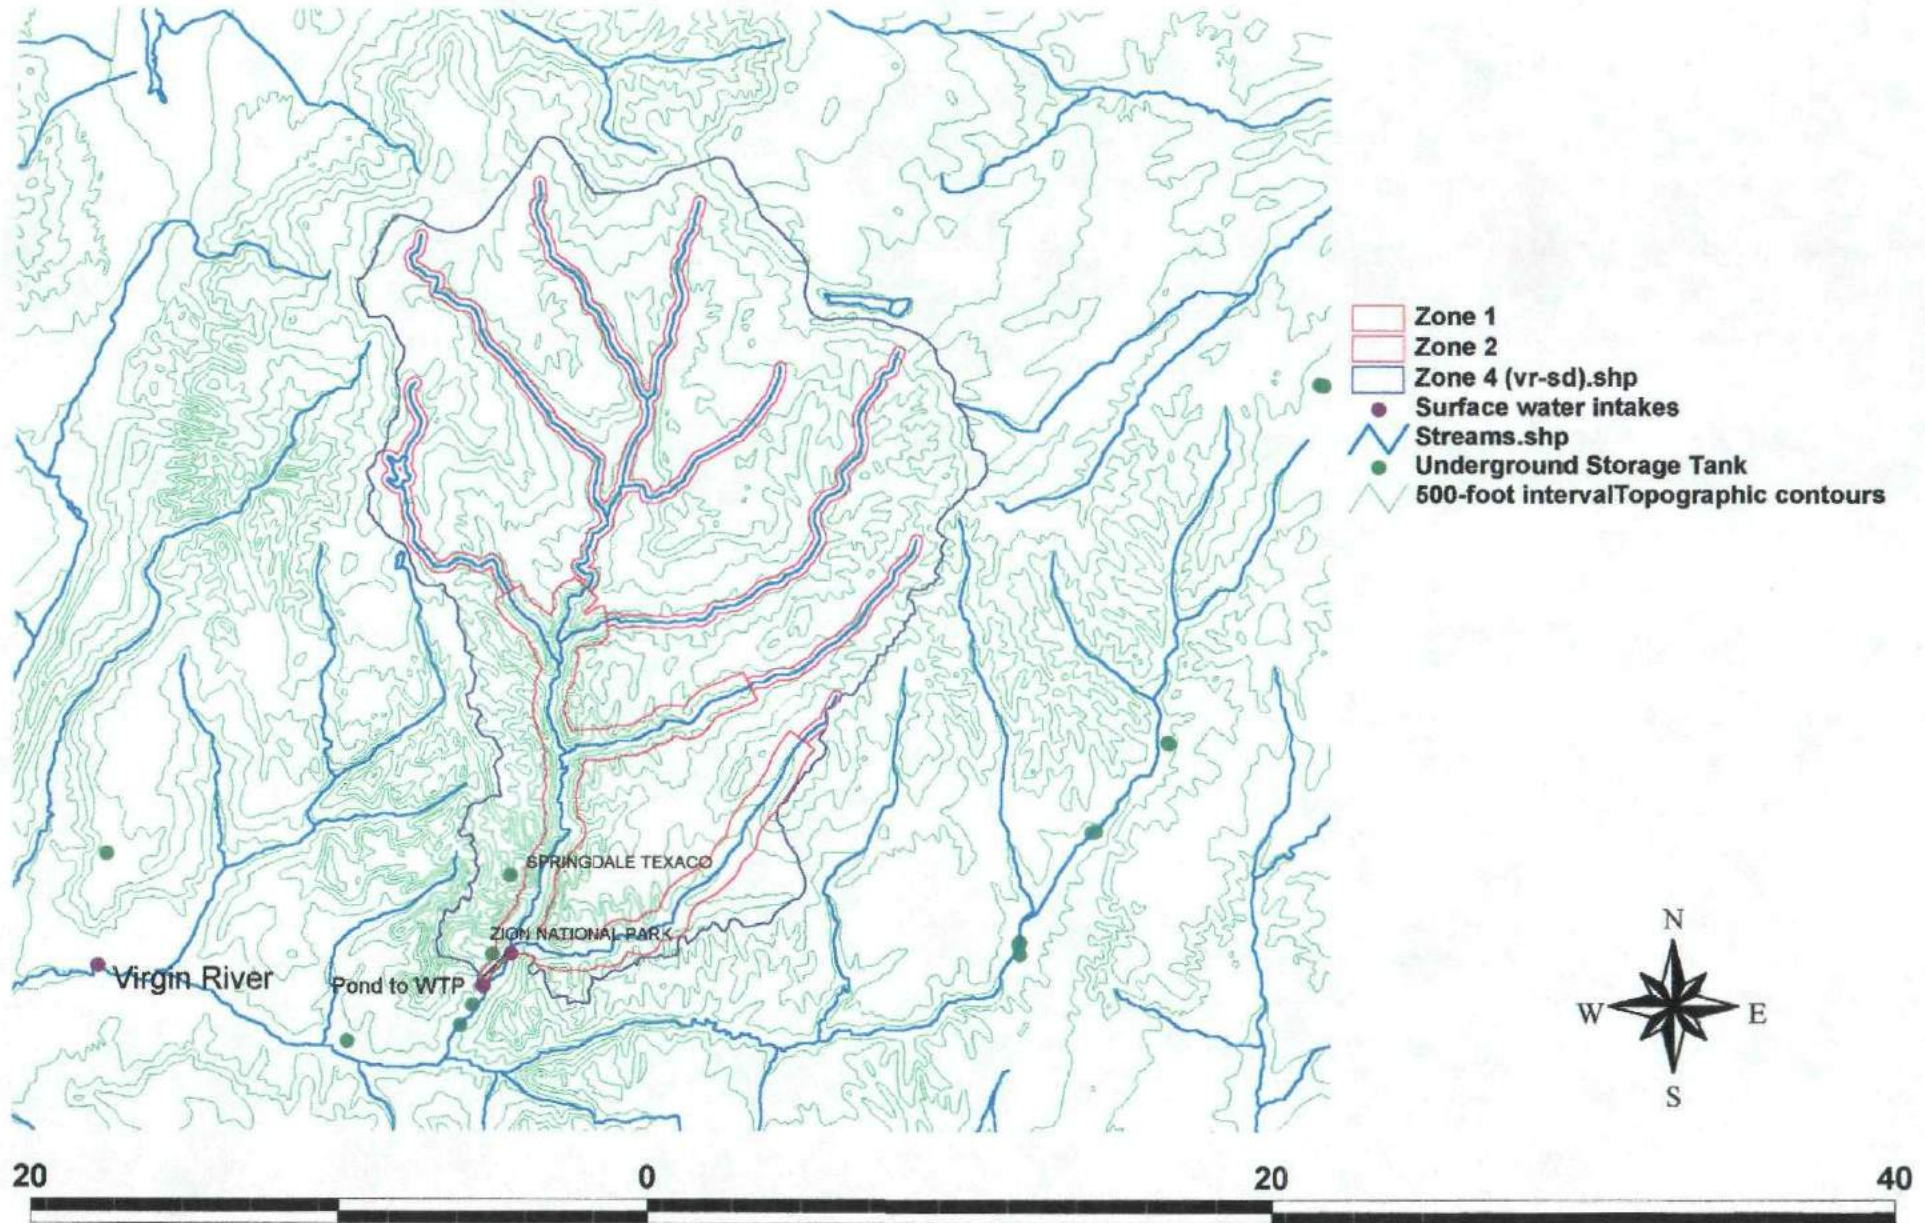 Zone 1
Zone 2
Zone 4 (vr-sd).shp
Surface water intakes
Streams.shp
Underground Storage Tank
500-foot intervalTopographic contours
SPRINGDALE TEXACO
ZION NATIONAL PARK
Virgin River
Pond to WTP
N
W E
S
20 0 20 40